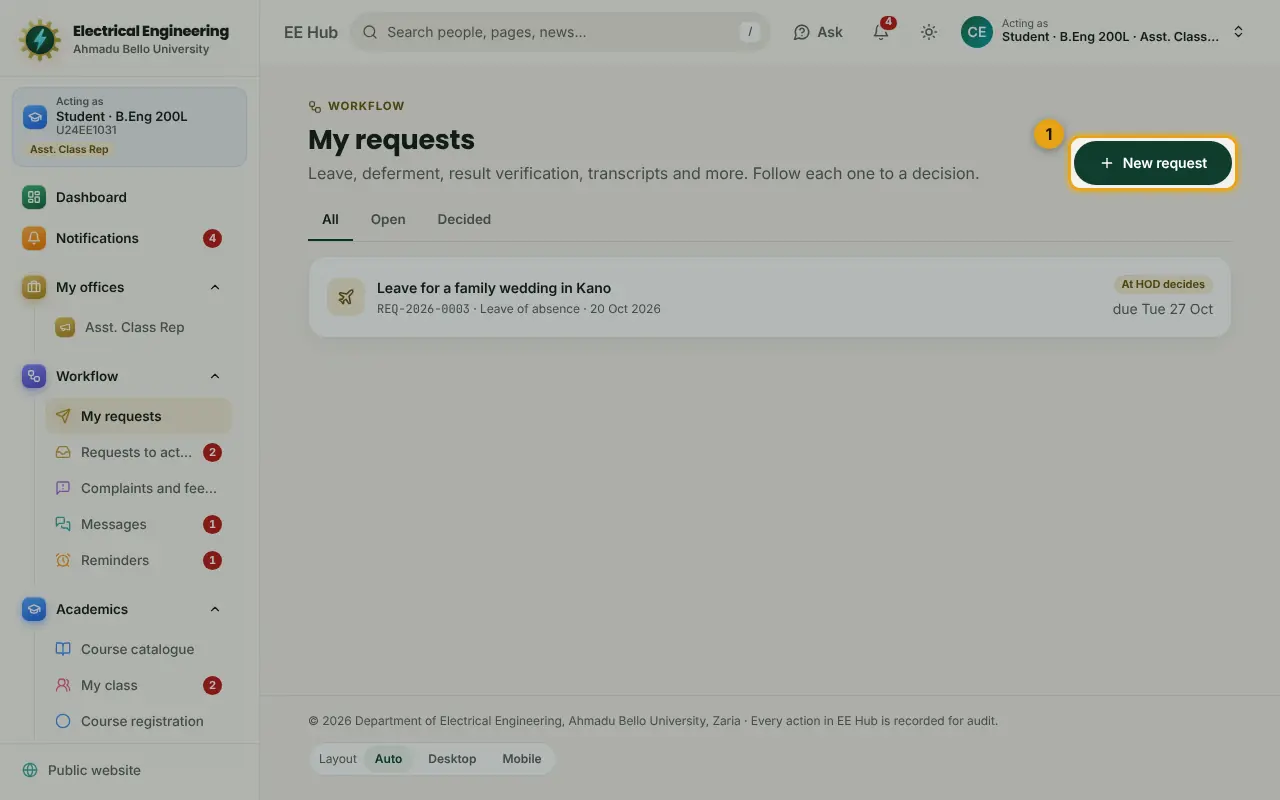 Electrical Engineering
Ahmadu Bello University
Acting as
Student · B.Eng 200L
U24EE1031
Asst. Class Rep
Dashboard
Notifications
4
My offices
Asst. Class Rep
Workflow
My requests
Requests to act...
2
Complaints and fee...
Messages
1
Reminders
1
Academics
Course catalogue
My class
2
Course registration
Public website
EE Hub
Search people, pages, news...
/
Ask
4
CE
Acting as
Student · B.Eng 200L · Asst. Class...
WORKFLOW
My requests
Leave, deferment, result verification, transcripts and more. Follow each one to a decision.
1
+ New request
All
Open
Decided
Leave for a family wedding in Kano
REQ-2026-0003 · Leave of absence · 20 Oct 2026
At HOD decides
due Tue 27 Oct
© 2026 Department of Electrical Engineering, Ahmadu Bello University, Zaria · Every action in EE Hub is recorded for audit.
Layout
Auto
Desktop
Mobile